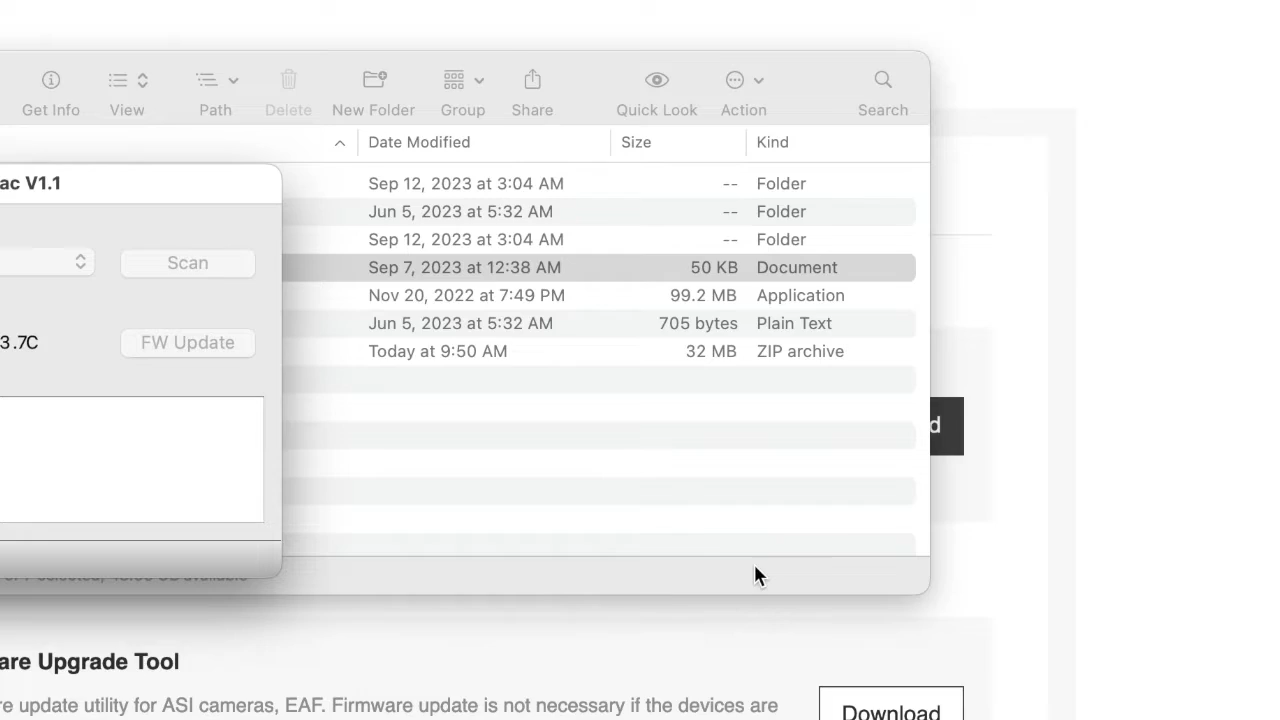 Get Info View Path Delete New Folder Group Share Quick Look Action Search
Date Modified Size Kind
ac V1.1
Sep 12, 2023 at 3:04 AM -- Folder
Jun 5, 2023 at 5:32 AM -- Folder
Sep 12, 2023 at 3:04 AM -- Folder
Scan
Sep 7, 2023 at 12:38 AM 50 KB Document
Nov 20, 2022 at 7:49 PM 99.2 MB Application
Jun 5, 2023 at 5:32 AM 705 bytes Plain Text
3.7C FW Update
Today at 9:50 AM 32 MB ZIP archive
d
are Upgrade Tool
re update utility for ASI cameras, EAF. Firmware update is not necessary if the devices are
Download